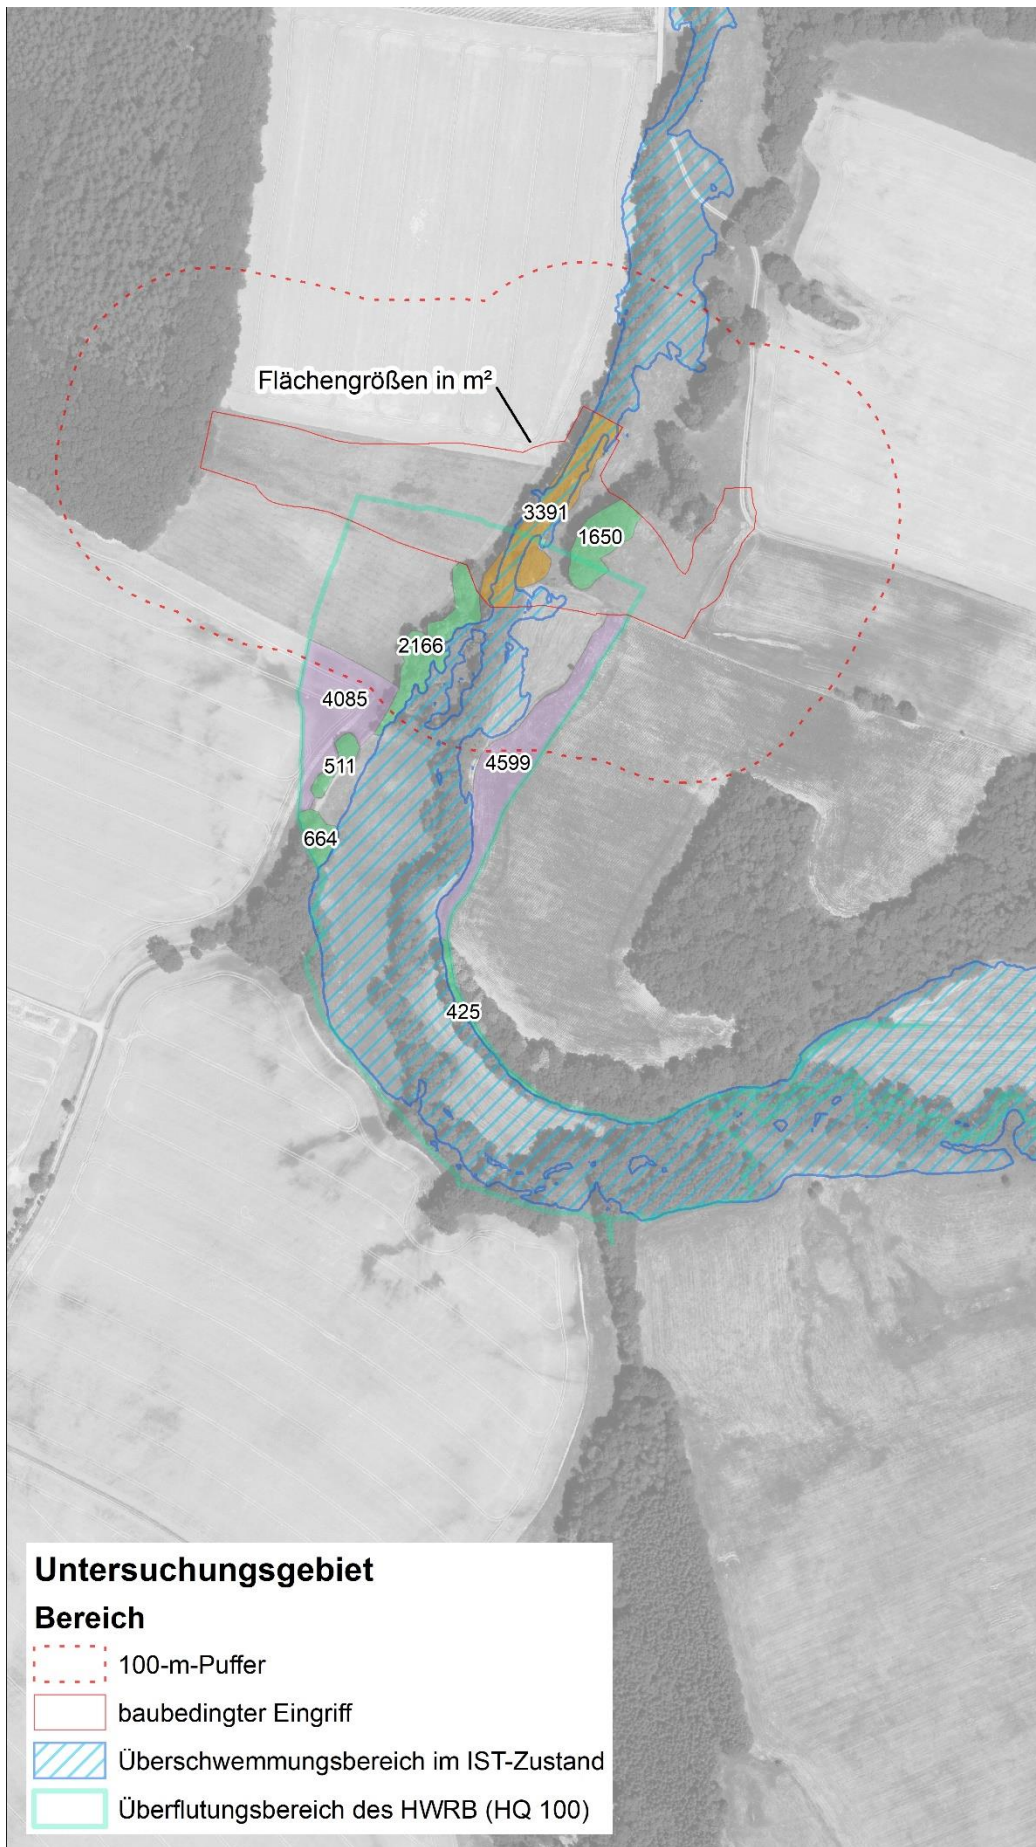 Flächengrößen in m²
3391
1650
2166
4085
511
4599
664
425
Untersuchungsgebiet
Bereich
100-m-Puffer
baubedingter Eingriff
Überschwemmungsbereich im IST-Zustand
Überflutungsbereich des HWRB (HQ 100)